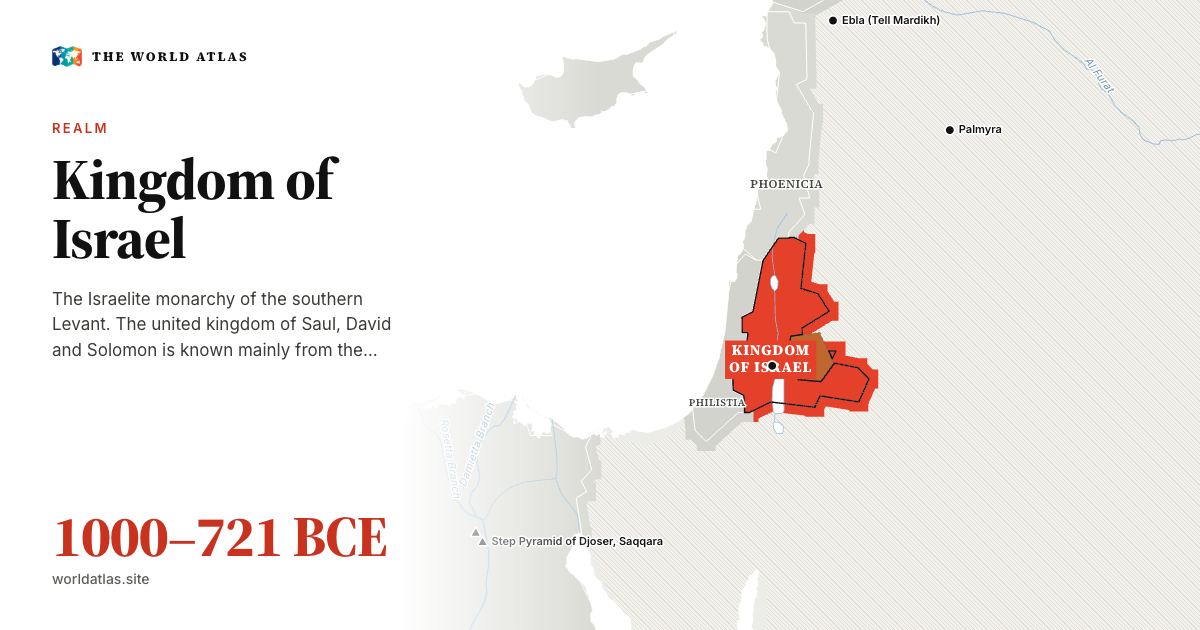 THE WORLD ATLAS
REALM
Kingdom of
Israel
The Israelite monarchy of the southern
Levant. The united kingdom of Saul, David
and Solomon is known mainly from the...
1000–721 BCE
worldatlas.site
Ebla (Tell Mardikh)
Al Furat
Palmyra
PHOENICIA
KINGDOM
OF ISRAEL
PHILISTIA
Rosetta Branch
Damietta Branch
Step Pyramid of Djoser, Saqqara